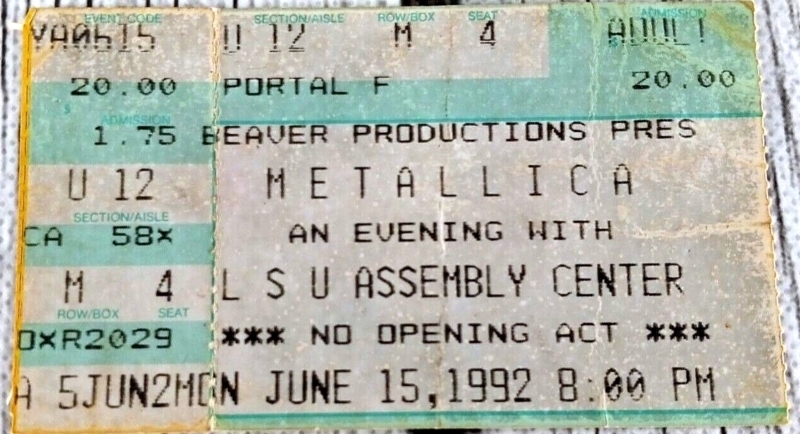 EVENT CODE SECTION/AISLE ROW/BOX SEAT ADMISSION
YA0615 U 12 M 4 ADULT
20.00 PORTAL F 20.00
$
ADMISSION
1.75 BEAVER PRODUCTIONS PRES
U 12 METALLICA
SECTION/AISLE
CA 58x AN EVENING WITH
M 4 L S U ASSEMBLY CENTER
ROW/BOX SEAT
OXR2029 *** NO OPENING ACT ***
A 5JUN2 MON JUNE 15,1992 8:00 PM